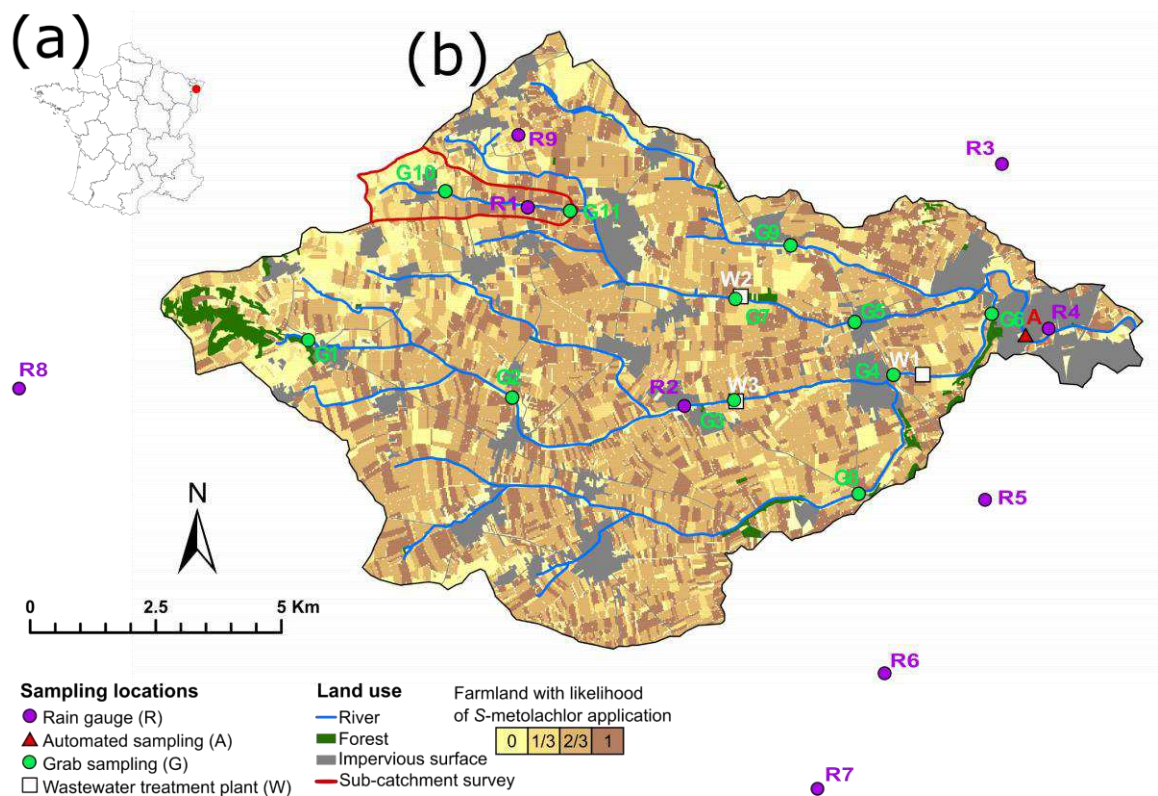 (a)
(b)
R9
R3
G10
R1
G11
G9
W2
G7
G5
G6
A
R4
G1
R8
G2
R2
W3
G3
G4
W1
G8
R5
N
0 2.5 5 Km
R6
R7
Sampling locations
Rain gauge (R)
Automated sampling (A)
Grab sampling (G)
Wastewater treatment plant (W)
Land use
River
Forest
Impervious surface
Sub-catchment survey
Farmland with likelihood
of S-metolachlor application
0 1/3 2/3 1